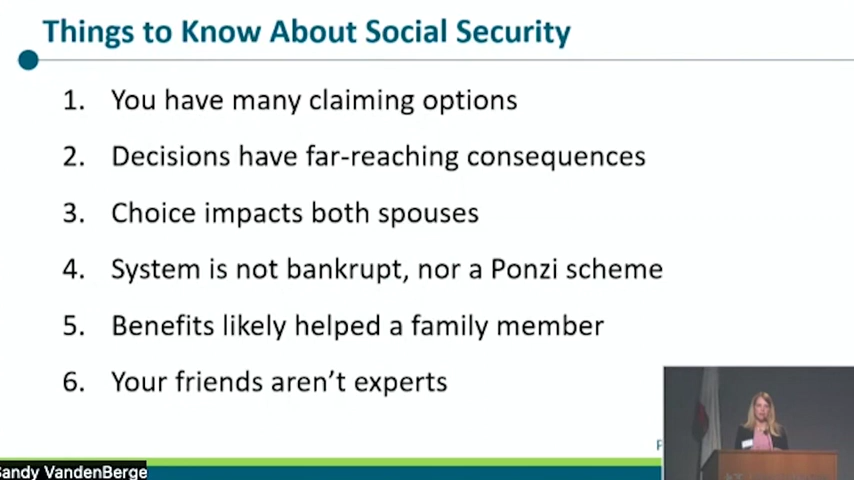 Things to Know About Social Security
1. You have many claiming options
2. Decisions have far-reaching consequences
3. Choice impacts both spouses
4. System is not bankrupt, nor a Ponzi scheme
5. Benefits likely helped a family member
6. Your friends aren't experts
Sandy VandenBerge